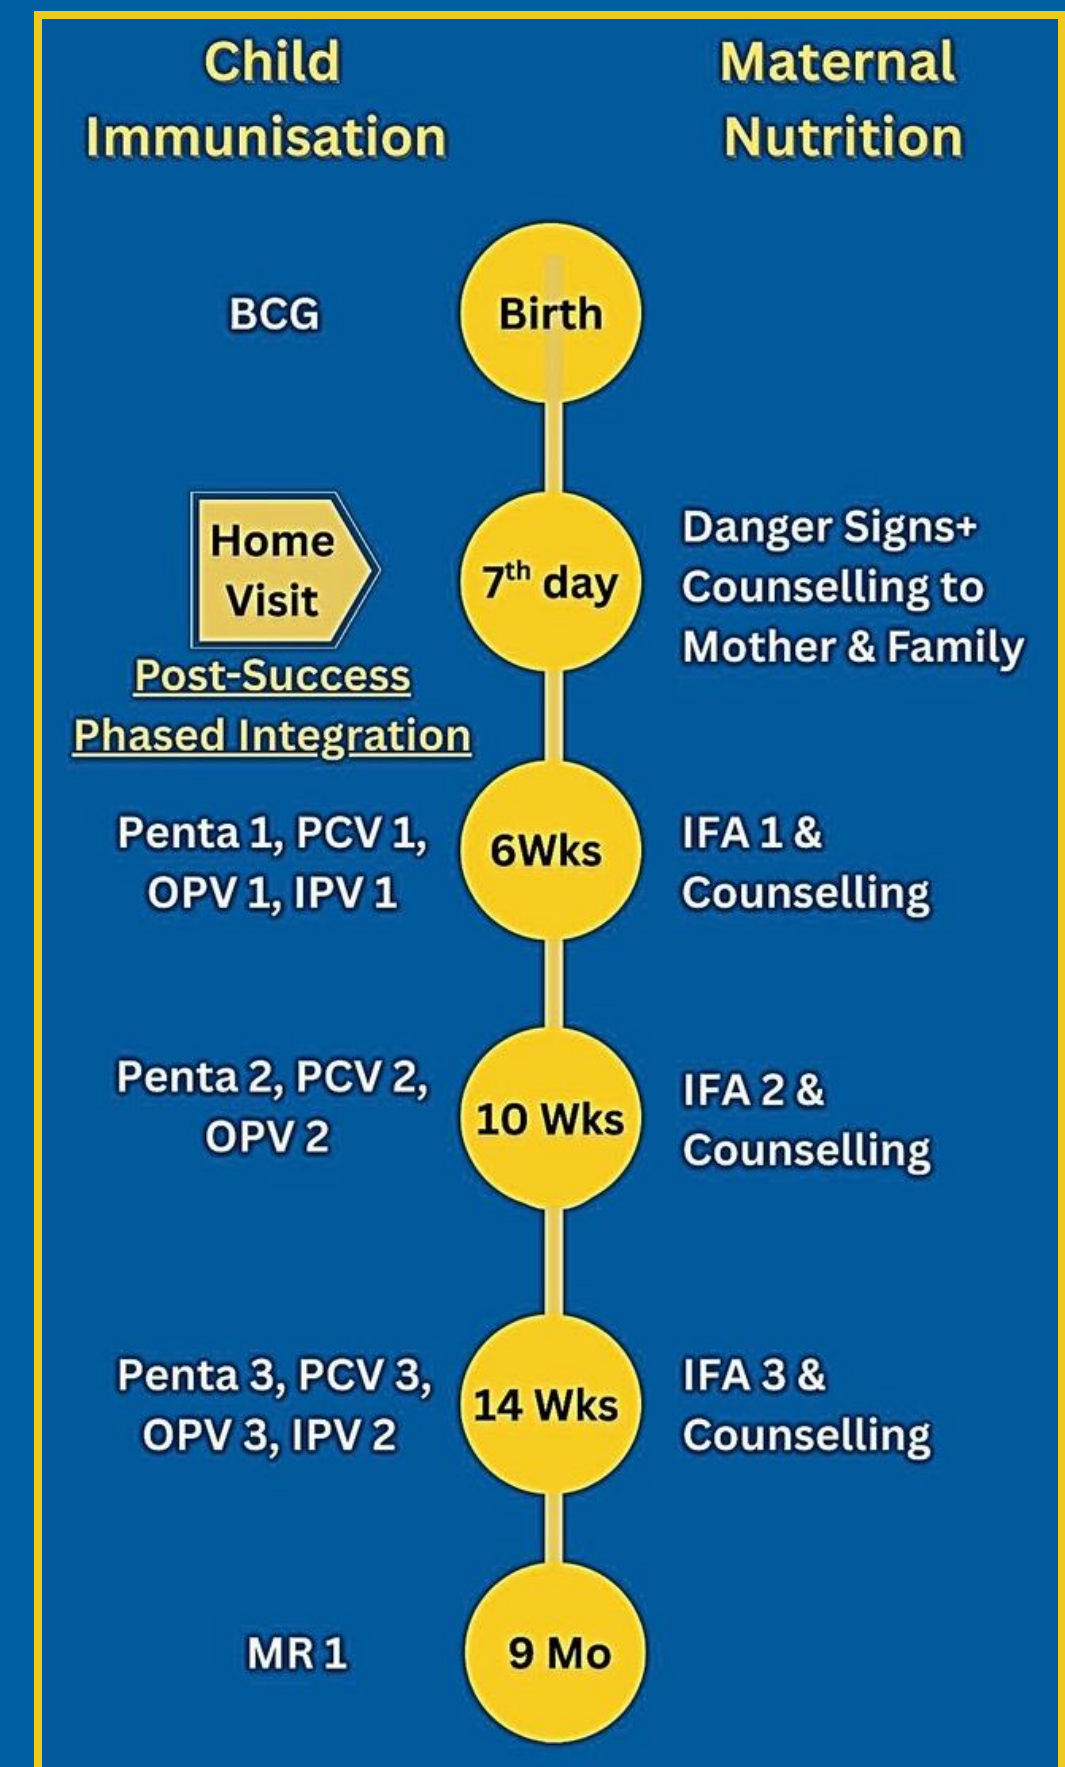 Child
Immunisation
Maternal
Nutrition
BCG
Birth
Home
Visit
Post-Success
Phased Integration
7th day
Danger Signs+
Counselling to
Mother & Family
Penta 1, PCV 1,
OPV 1, IPV 1
6Wks
IFA 1 &
Counselling
Penta 2, PCV 2,
OPV 2
10 Wks
IFA 2 &
Counselling
Penta 3, PCV 3,
OPV 3, IPV 2
14 Wks
IFA 3 &
Counselling
MR 1
9 Mo